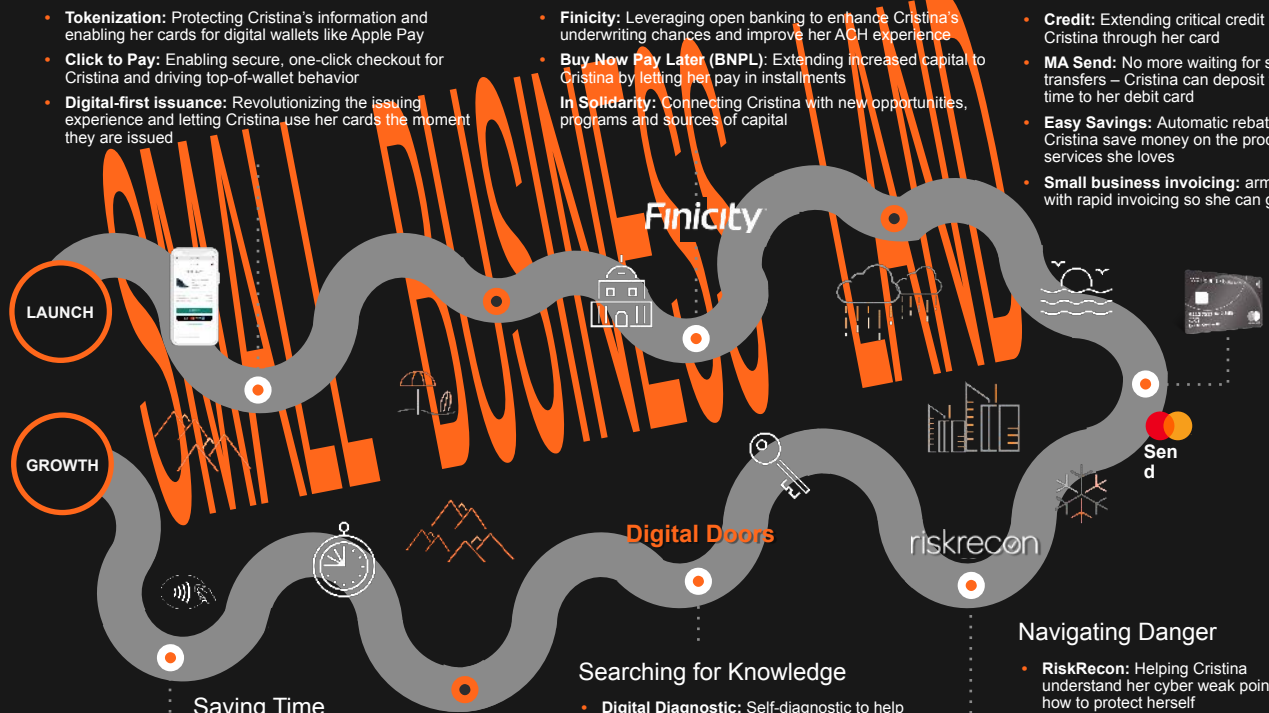 • Tokenization: Protecting Cristina’s information and
enabling her cards for digital wallets like Apple Pay
• Click to Pay: Enabling secure, one-click checkout for
Cristina and driving top-of-wallet behavior
• Digital-first issuance: Revolutionizing the issuing
experience and letting Cristina use her cards the moment
they are issued
• Finicity: Leveraging open banking to enhance Cristina’s
underwriting chances and improve her ACH experience
• Buy Now Pay Later (BNPL): Extending increased capital to
Cristina by letting her pay in installments
In Solidarity: Connecting Cristina with new opportunities,
programs and sources of capital
• Credit: Extending critical credit
Cristina through her card
• MA Send: No more waiting for s
transfers – Cristina can deposit
time to her debit card
• Easy Savings: Automatic rebat
Cristina save money on the proc
services she loves
• Small business invoicing: arm
with rapid invoicing so she can g
SMALL BUSINESS LAND
Finicity
LAUNCH
GROWTH
Sen
d
Digital Doors
riskrecon
Navigating Danger
• RiskRecon: Helping Cristina
understand her cyber weak poin
how to protect herself
Searching for Knowledge
• Digital Diagnostic: Self-diagnostic to help
Saving Time